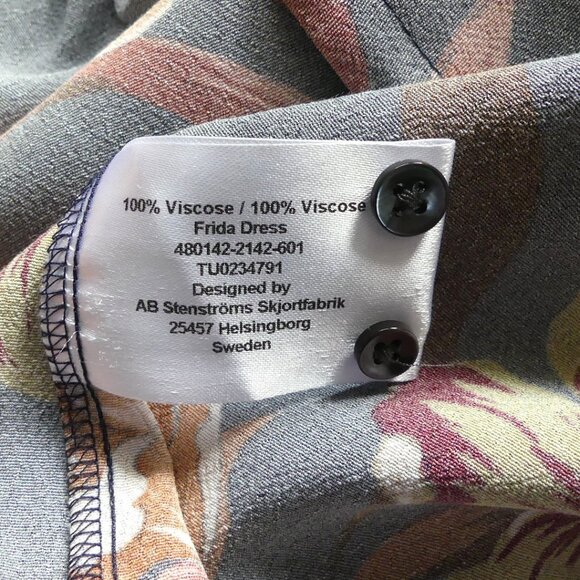 100% Viscose / 100% Viscose
Frida Dress
480142-2142-601
TU0234791
Designed by
AB Stenströms Skjortfabrik
25457 Helsingborg
Sweden